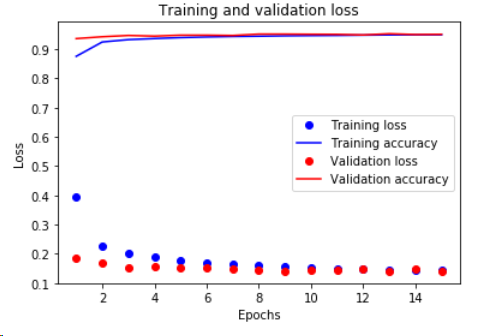 Training and validation loss
0.9
0.8
0.7
0.6
0.5
0.4
0.3
0.2
0.1
Loss
Training loss
Training accuracy
Validation loss
Validation accuracy
2 4 6 8 10 12 14
Epochs